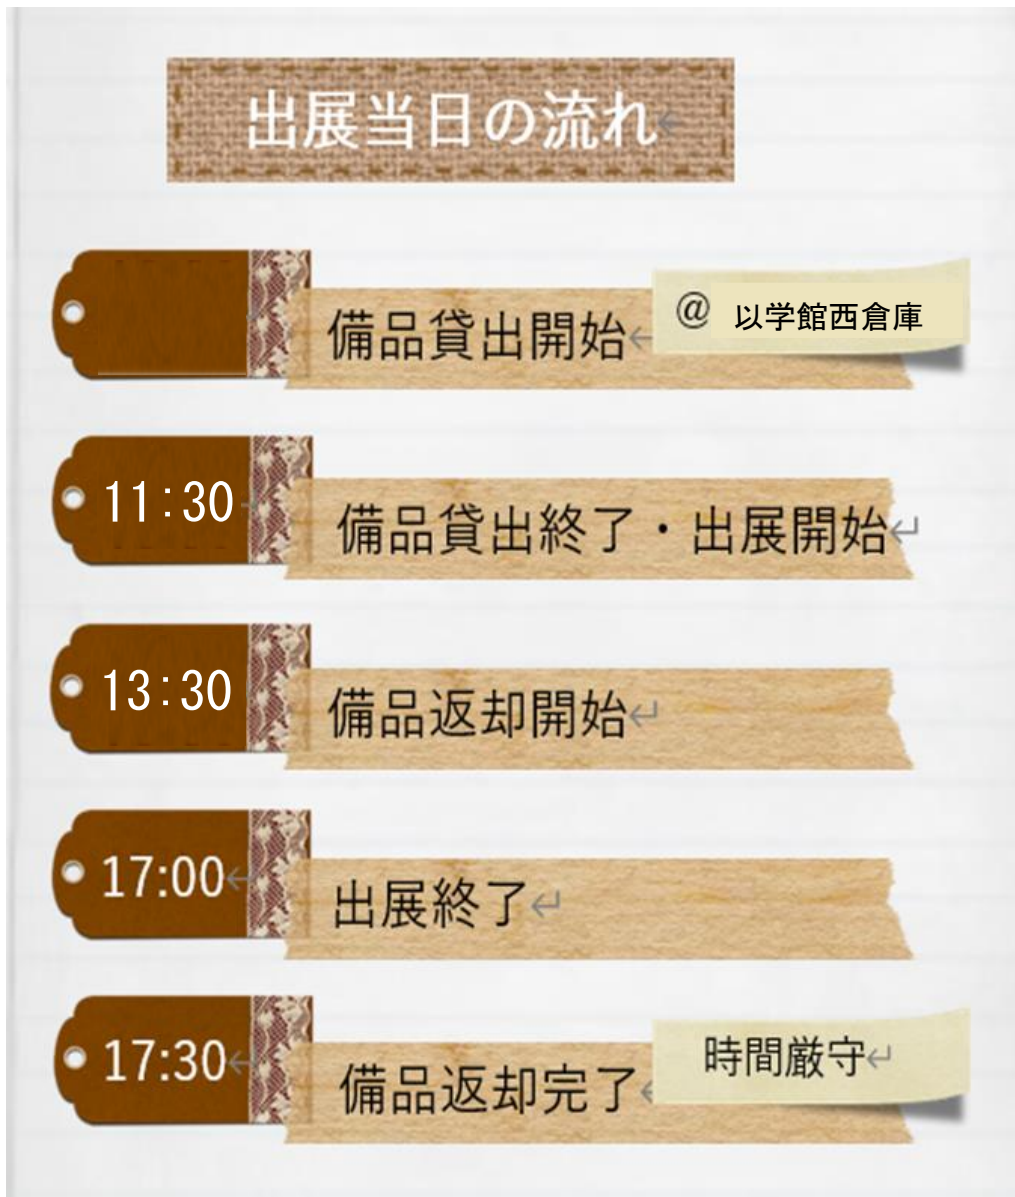 出展当日の流れ
備品貸出開始
@ 以学館西倉庫
11:30
備品貸出終了・出展開始
13:30
備品返却開始
17:00
出展終了
17:30
備品返却完了
時間厳守